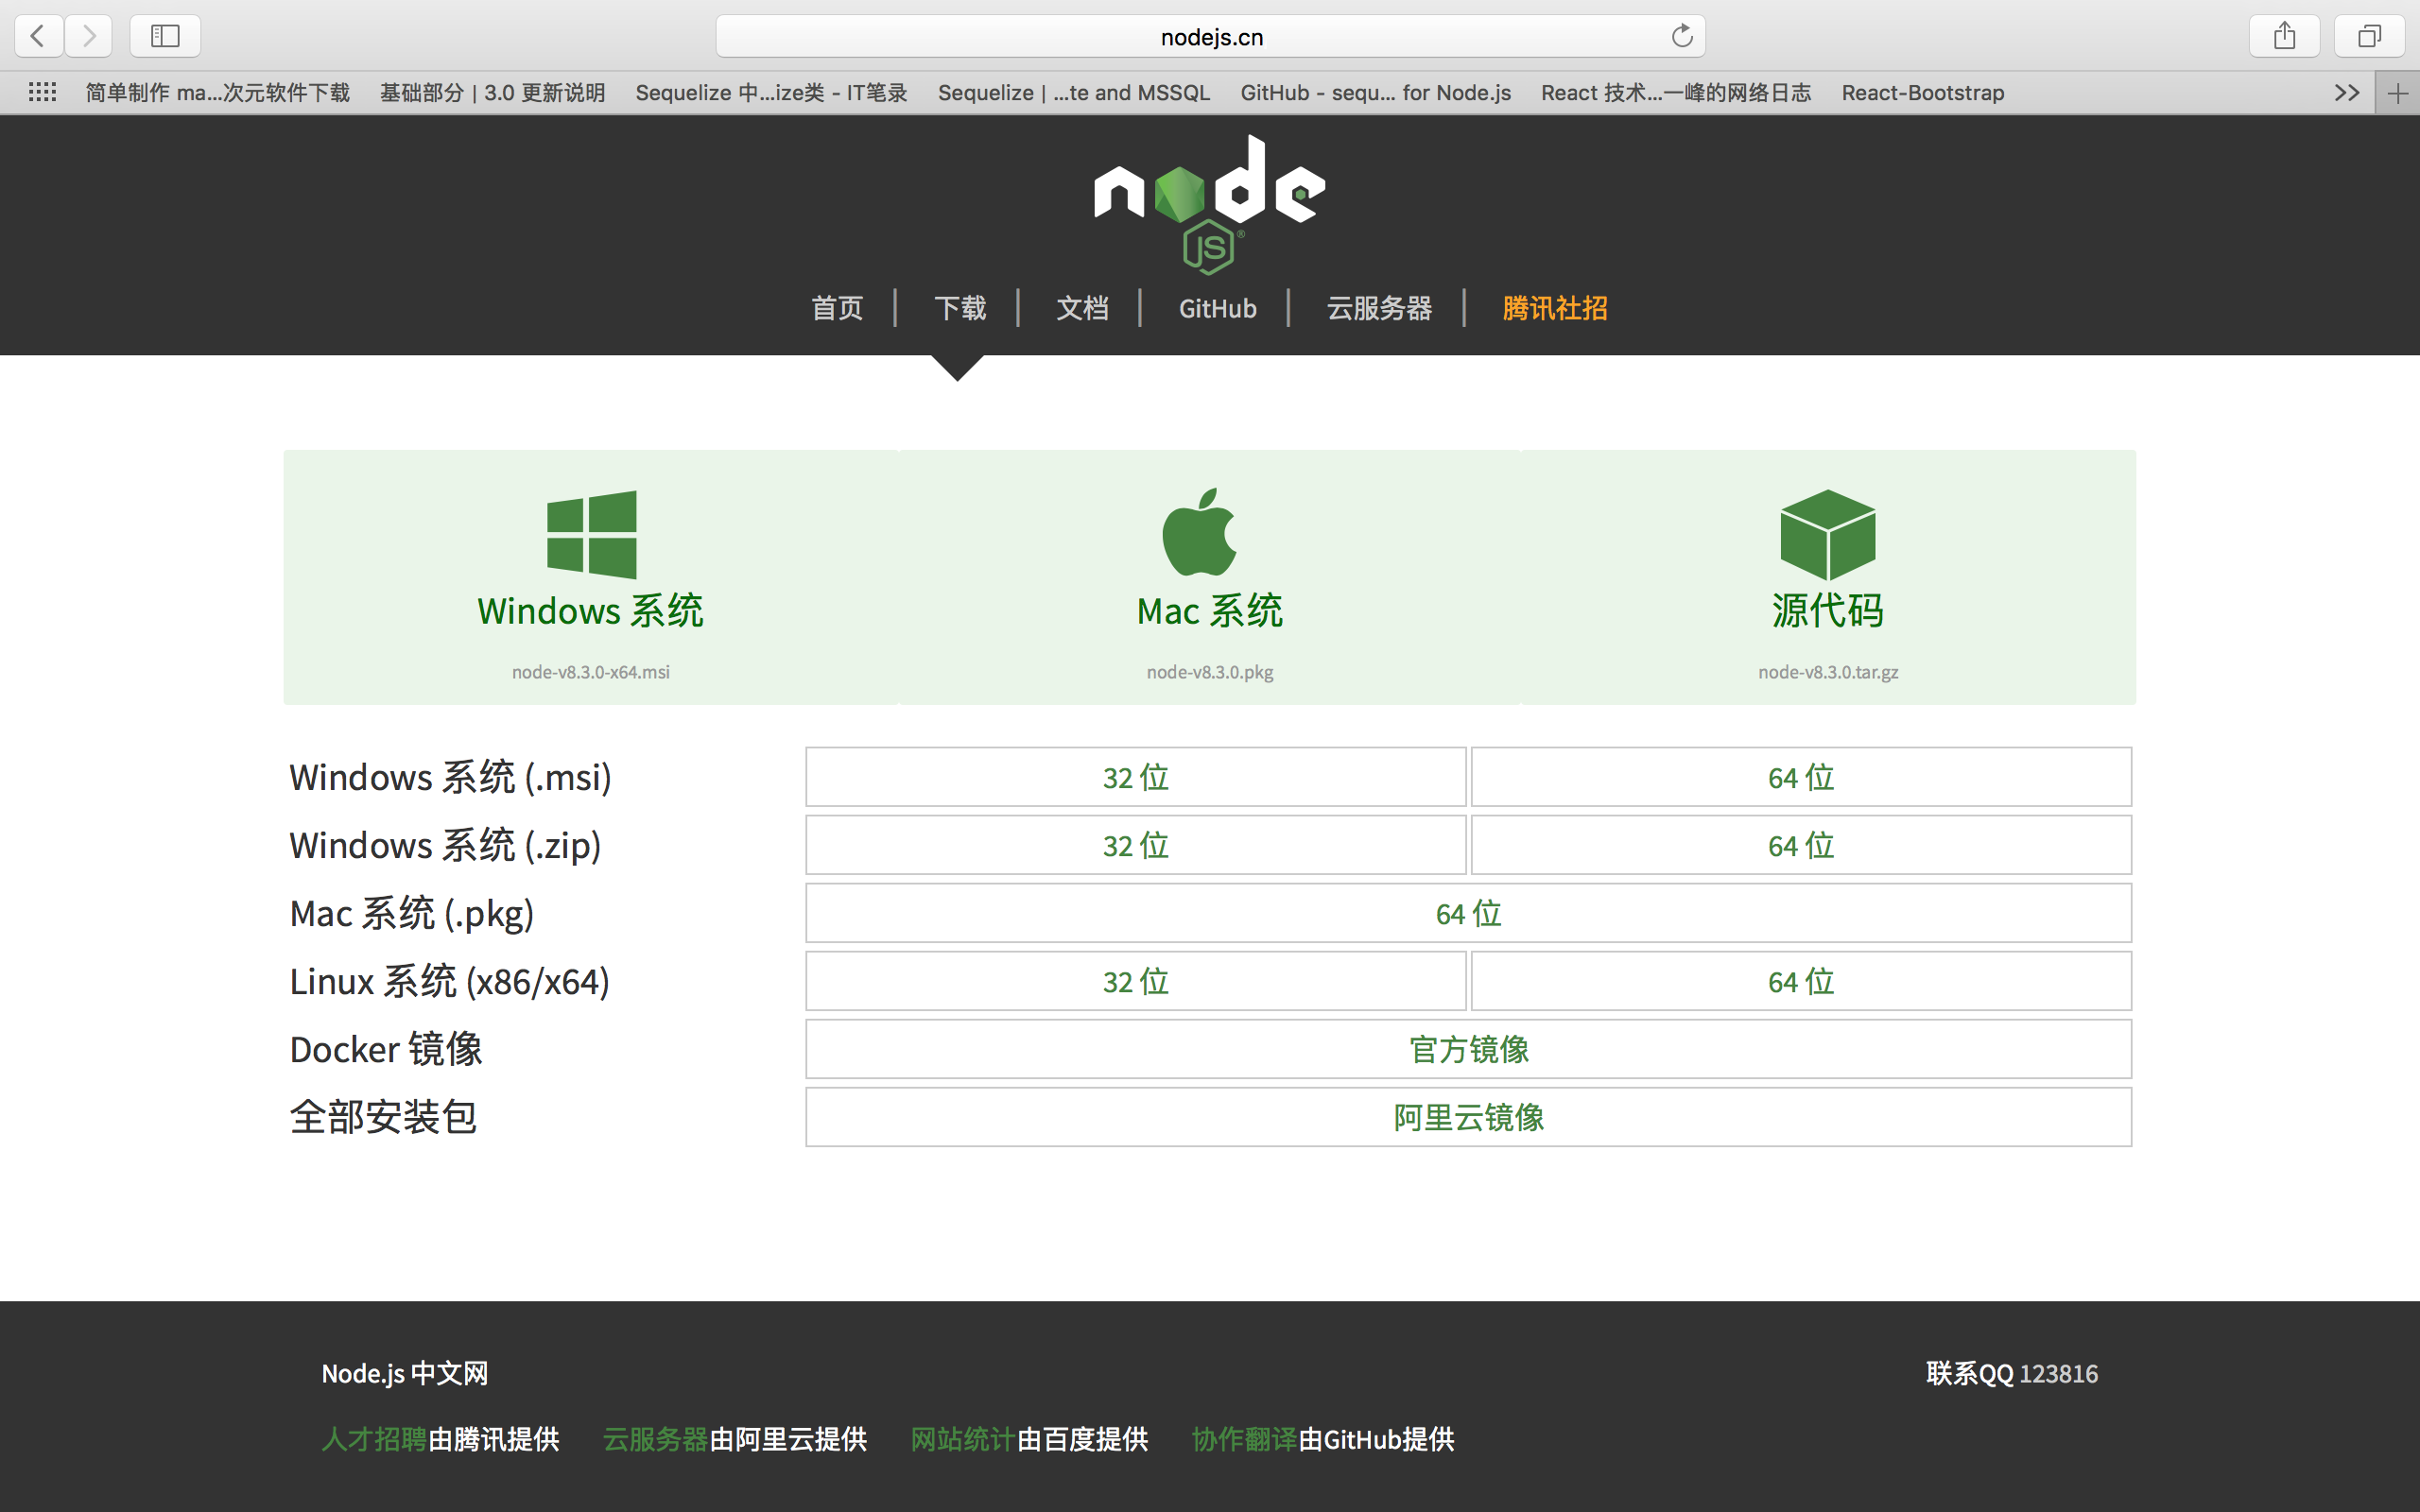 nodejs.cn
简单制作 ma...次元软件下载 基础部分 | 3.0 更新说明 Sequelize 中...ize类 - IT笔录 Sequelize | ...te and MSSQL GitHub - sequ... for Node.js React 技术...一峰的网络日志 React-Bootstrap
node
JS®
首页 下载 文档 GitHub 云服务器 腾讯社招
Windows 系统 Mac 系统 源代码
node-v8.3.0-x64.msi node-v8.3.0.pkg node-v8.3.0.tar.gz
Windows 系统 (.msi) 32 位 64 位
Windows 系统 (.zip) 32 位 64 位
Mac 系统 (.pkg) 64 位
Linux 系统 (x86/x64) 32 位 64 位
Docker 镜像 官方镜像
全部安装包 阿里云镜像
Node.js 中文网 联系QQ 123816
人才招聘由腾讯提供 云服务器由阿里云提供 网站统计由百度提供 协作翻译由GitHub提供